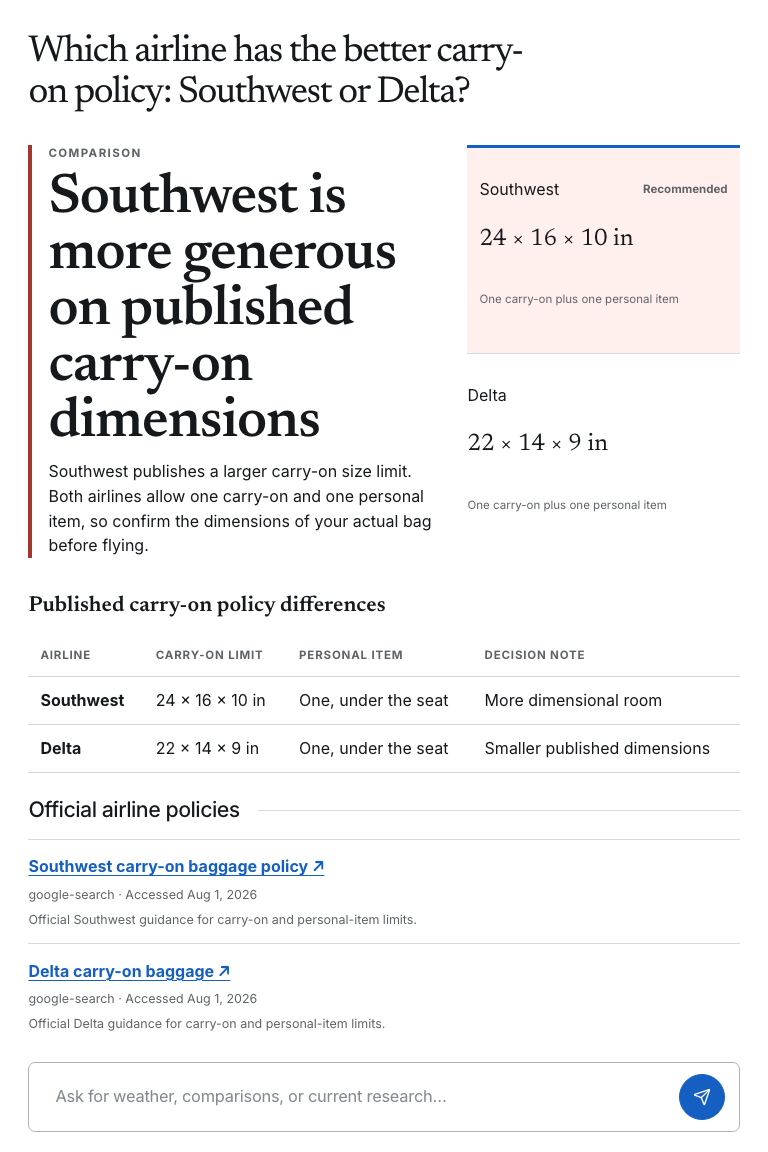 Which airline has the better carry-
on policy: Southwest or Delta?
COMPARISON
Southwest is
more generous
on published
carry-on
dimensions
Southwest publishes a larger carry-on size limit.
Both airlines allow one carry-on and one personal
item, so confirm the dimensions of your actual bag
before flying.
Southwest Recommended
24 × 16 × 10 in
One carry-on plus one personal item
Delta
22 × 14 × 9 in
One carry-on plus one personal item
Published carry-on policy differences
AIRLINE CARRY-ON LIMIT PERSONAL ITEM DECISION NOTE
Southwest 24 × 16 × 10 in One, under the seat More dimensional room
Delta 22 × 14 × 9 in One, under the seat Smaller published dimensions
Official airline policies
Southwest carry-on baggage policy ↗
google-search · Accessed Aug 1, 2026
Official Southwest guidance for carry-on and personal-item limits.
Delta carry-on baggage ↗
google-search · Accessed Aug 1, 2026
Official Delta guidance for carry-on and personal-item limits.
Ask for weather, comparisons, or current research...